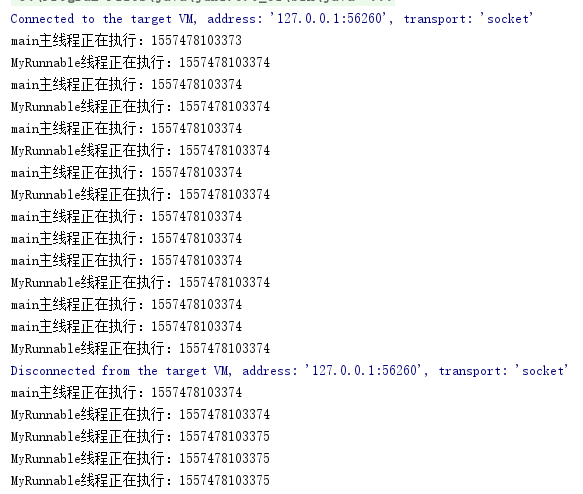 Connected to the target VM, address: '127.0.0.1:56260', transport: 'socket'
main主线程正在执行：1557478103373
MyRunnable线程正在执行：1557478103374
main主线程正在执行：1557478103374
MyRunnable线程正在执行：1557478103374
main主线程正在执行：1557478103374
MyRunnable线程正在执行：1557478103374
main主线程正在执行：1557478103374
MyRunnable线程正在执行：1557478103374
main主线程正在执行：1557478103374
main主线程正在执行：1557478103374
main主线程正在执行：1557478103374
MyRunnable线程正在执行：1557478103374
main主线程正在执行：1557478103374
main主线程正在执行：1557478103374
MyRunnable线程正在执行：1557478103374
Disconnected from the target VM, address: '127.0.0.1:56260', transport: 'socket'
main主线程正在执行：1557478103374
MyRunnable线程正在执行：1557478103374
MyRunnable线程正在执行：1557478103375
MyRunnable线程正在执行：1557478103375
MyRunnable线程正在执行：1557478103375